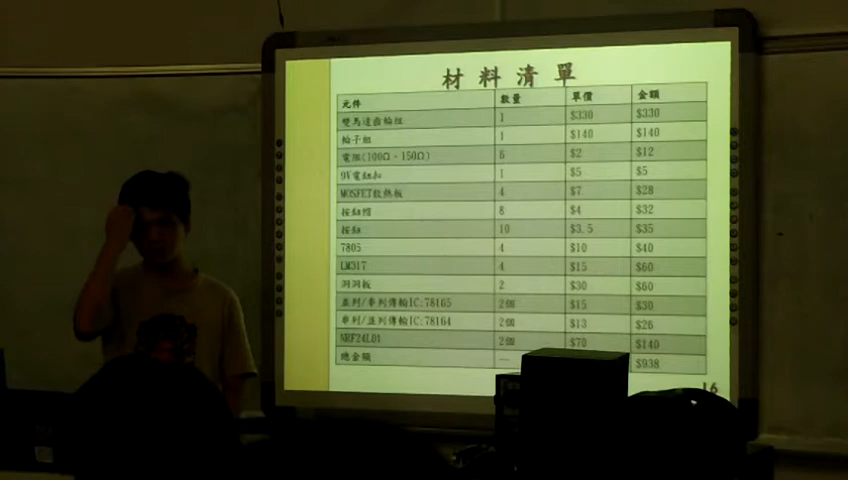 材料清單
元件 數量 單價 金額
雙馬達齒輪組 1 $330 $330
輪子組 1 $140 $140
電阻(100Ω、150Ω) 6 $2 $12
9V電鈕扣 1 $5 $5
MOSFET散熱板 4 $7 $28
按鈕帽 8 $4 $32
按鈕 10 $3.5 $35
7805 4 $10 $40
LM317 4 $15 $60
洞洞板 2 $30 $60
並列/串列傳輸IC:78165 2個 $15 $30
串列/並列傳輸IC:78164 2個 $13 $26
NRF24L01 2個 $70 $140
總金額 — $938
16